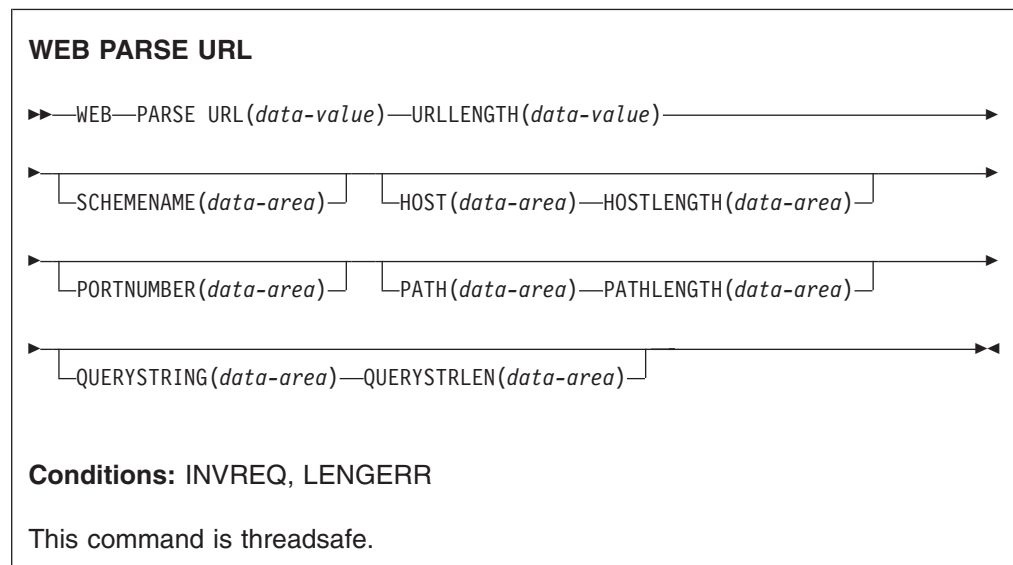 WEB PARSE URL
WEB PARSE URL(data-value) URLLENGTH(data-value)
SCHEMENAME(data-area) HOST(data-area) HOSTLENGTH(data-area)
PORTNUMBER(data-area) PATH(data-area) PATHLENGTH(data-area)
QUERYSTRING(data-area) QUERYSTRLEN(data-area)
Conditions: INVREQ, LENGERR
This command is threadsafe.